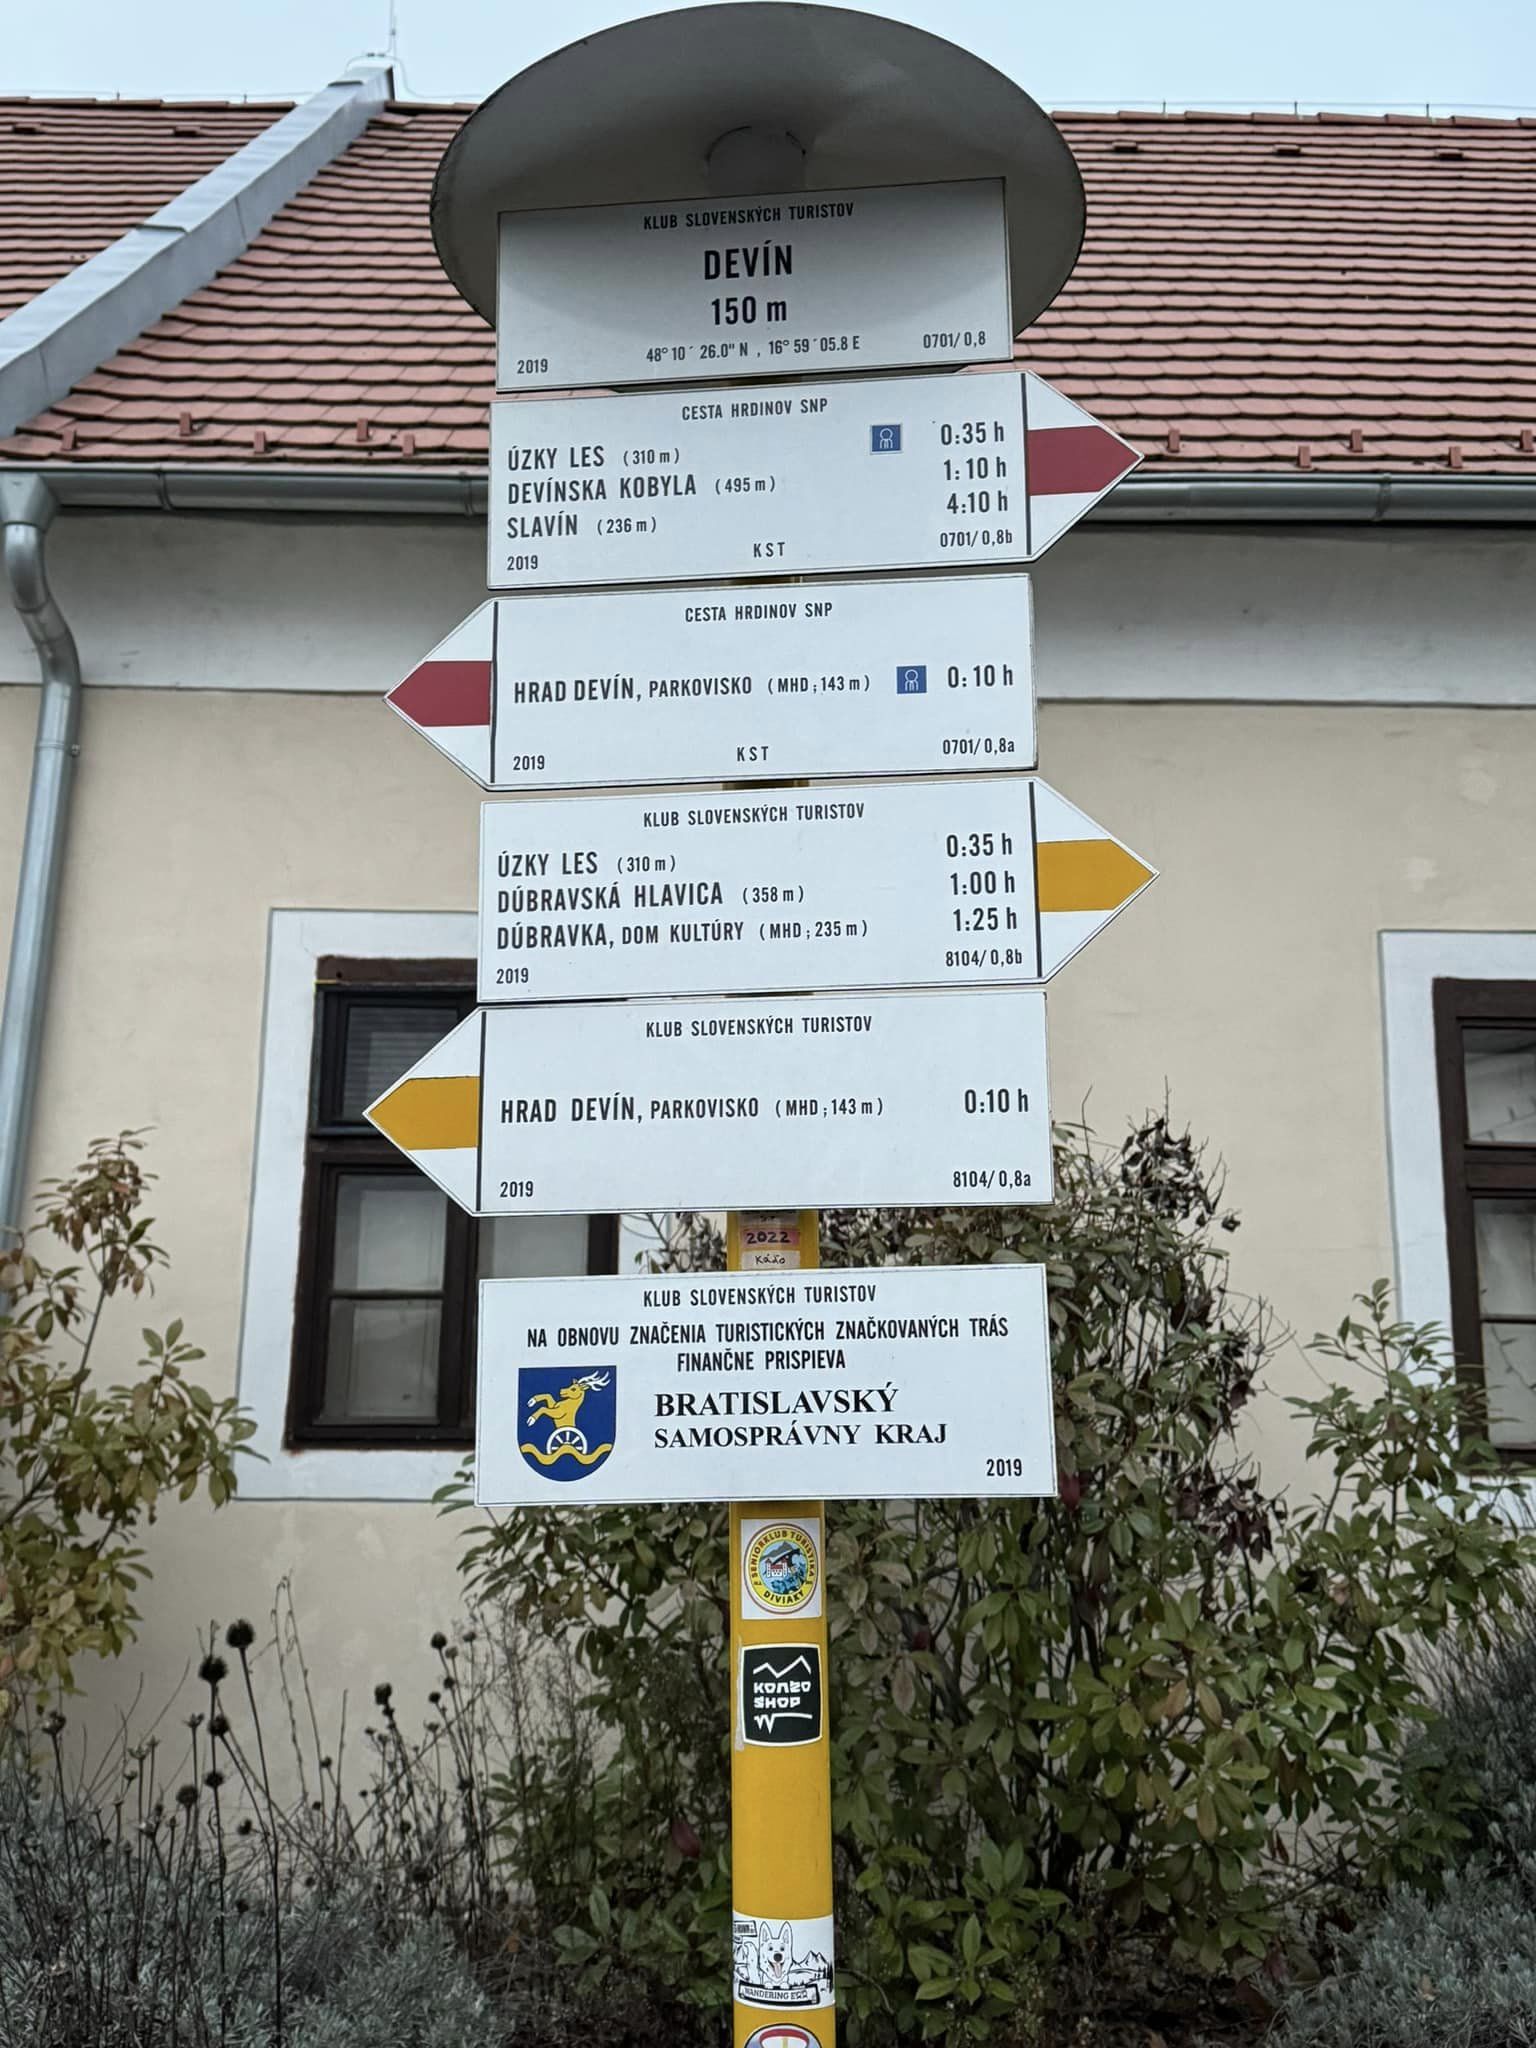 KLUB SLOVENSKÝCH TURISTOV
DEVÍN
150 m
48° 10´ 26.0" N , 16° 59´05.8 E
2019 0701/0,8
CESTA HRDINOV SNP
ÚZKY LES (310 m) 0:35 h
DEVÍNSKA KOBYLA (495 m) 1:10 h
SLAVÍN (236 m) 4:10 h
2019 KST 0701/0,8b
CESTA HRDINOV SNP
HRAD DEVÍN, PARKOVISKO (MHD ; 143 m) 0:10 h
2019 KST 0701/0,8a
KLUB SLOVENSKÝCH TURISTOV
ÚZKY LES (310 m) 0:35 h
DÚBRAVSKÁ HLAVICA (358 m) 1:00 h
DÚBRAVKA, DOM KULTÚRY (MHD ; 235 m) 1:25 h
2019 8104/0,8b
KLUB SLOVENSKÝCH TURISTOV
HRAD DEVÍN, PARKOVISKO (MHD ; 143 m) 0:10 h
2019 8104/0,8a
2022
KLUB SLOVENSKÝCH TURISTOV
NA OBNOVU ZNAČENIA TURISTICKÝCH ZNAČKOVANÝCH TRÁS
FINANČNE PRISPIEVA
BRATISLAVSKÝ
SAMOSPRÁVNY KRAJ
2019
SENIORKLUB TURISTIKA
DIVIAKY
KONZO
SHOP